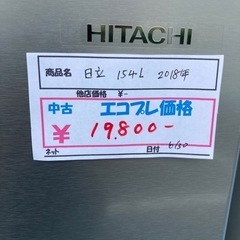 HITACHI
商品名 日立 154L 2018年
他店価格 ¥-
中古 エコプレ価格
¥ 19.800-
ネット 日付 6/30